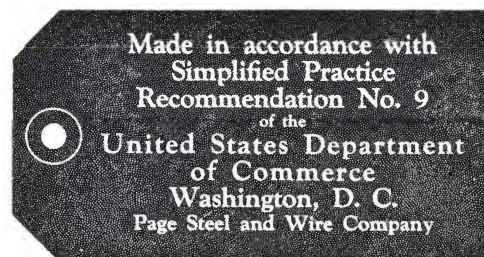 Made in accordance with
Simplified Practice
Recommendation No. 9
of the
United States Department
of Commerce
Washington, D. C.
Page Steel and Wire Company